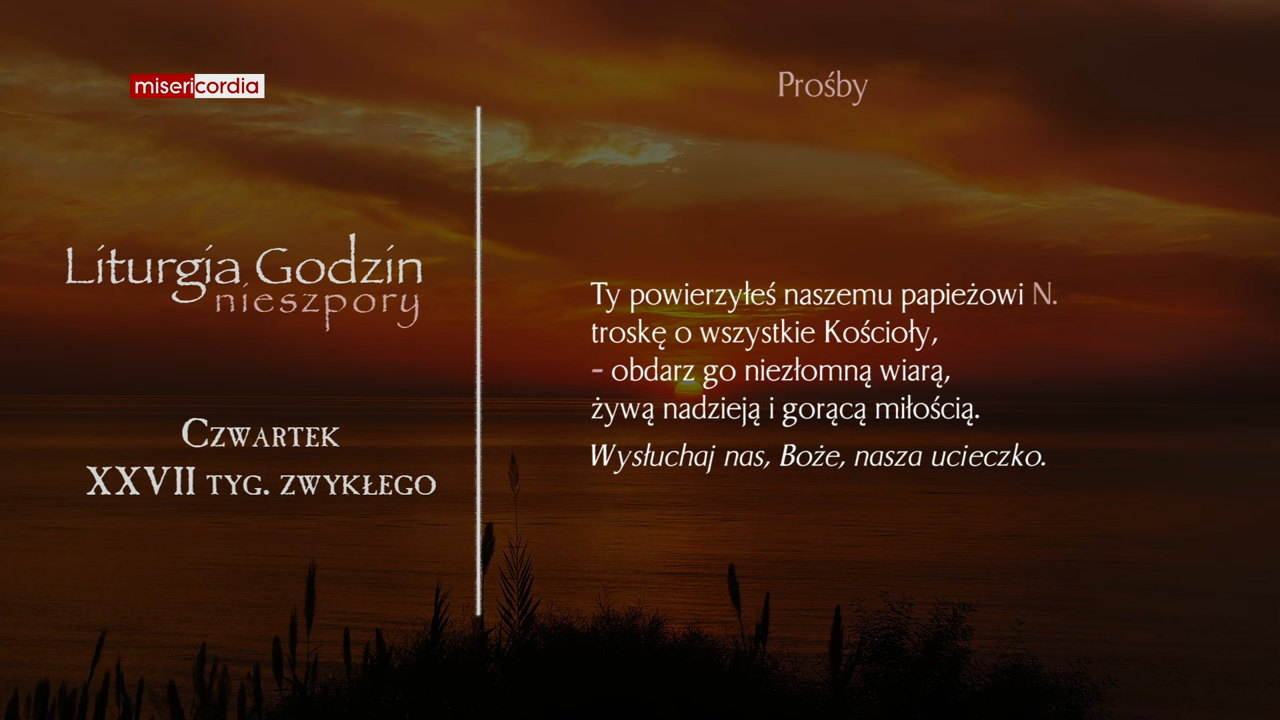 misericordia
Liturgia Godzin
nieszpory
Czwartek
XXVII tyg. zwykłego
Prośby
Ty powierzyłeś naszemu papieżowi N.
troskę o wszystkie Kościoły,
- obdarz go niezłomną wiarą,
żywą nadzieją i gorącą miłością.
Wysłuchaj nas, Boże, nasza ucieczko.